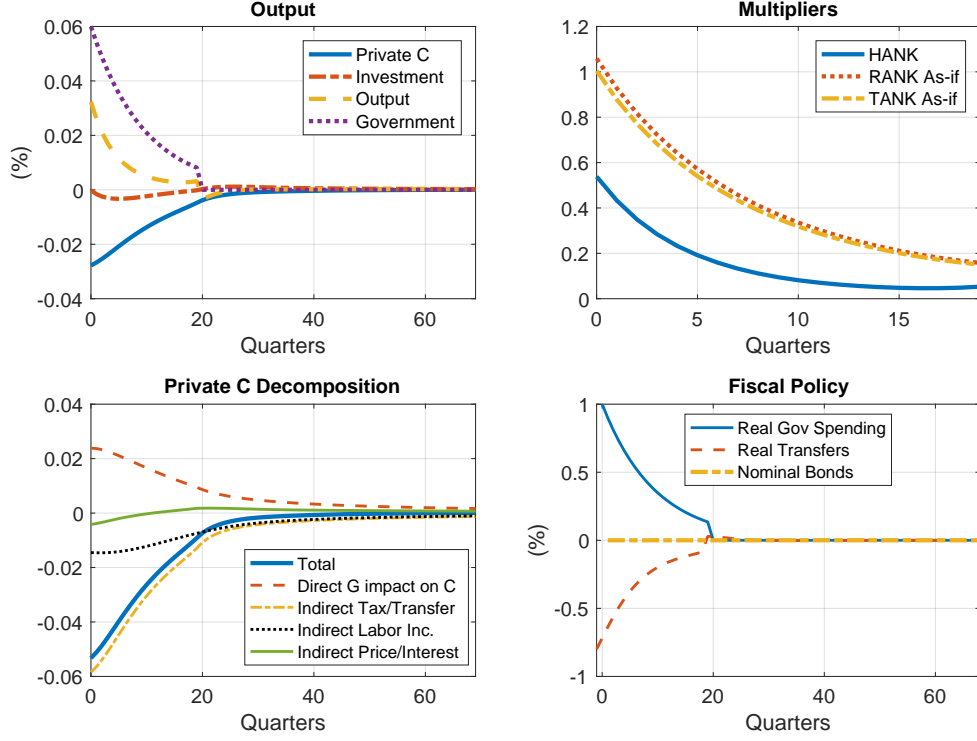 Output
0.06
0.04
0.02
0
-0.02
-0.04
(%)
Private C
Investment
Output
Government
0 20 40 60
Quarters
Multipliers
1.2
1
0.8
0.6
0.4
0.2
0
HANK
RANK As-if
TANK As-if
0 5 10 15
Quarters
Private C Decomposition
0.04
0.02
0
-0.02
-0.04
-0.06
Total
Direct G impact on C
Indirect Tax/Transfer
Indirect Labor Inc.
Indirect Price/Interest
0 20 40 60
Quarters
Fiscal Policy
1
0.5
0
-0.5
-1
(%)
Real Gov Spending
Real Transfers
Nominal Bonds
0 20 40 60
Quarters